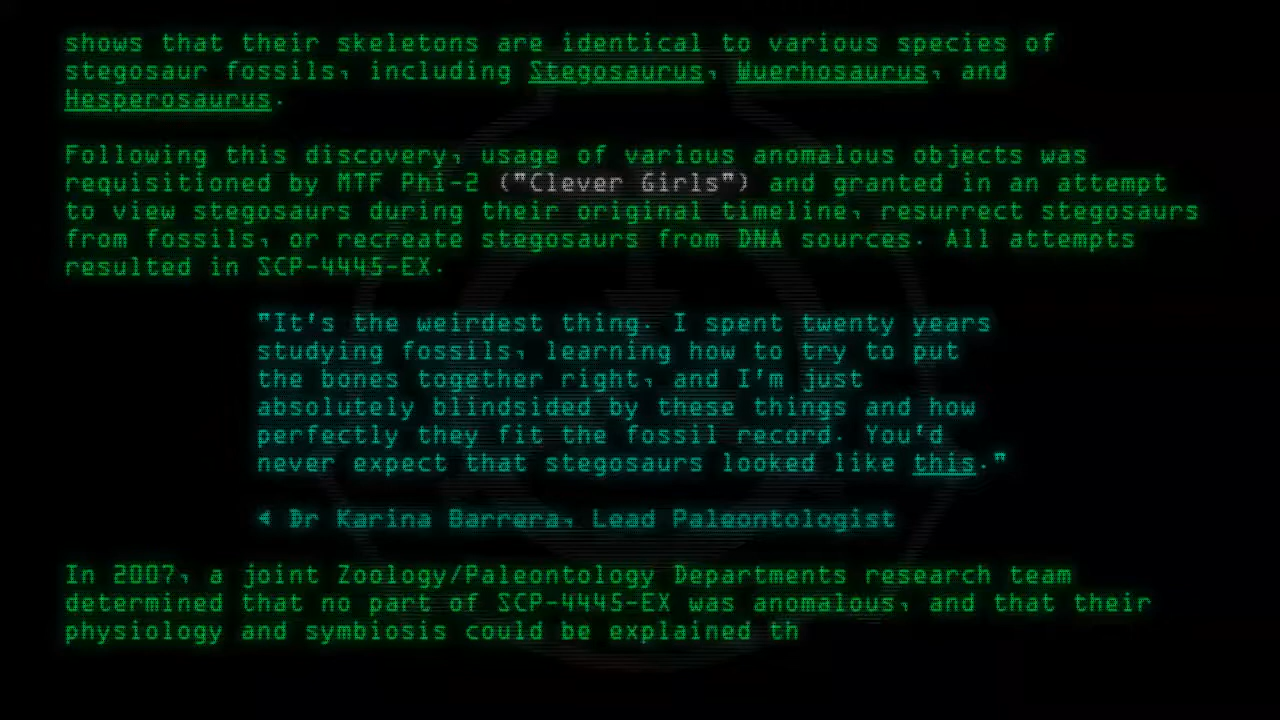 shows that their skeletons are identical to various species of
stegosaur fossils, including Stegosaurus, Wuerhosaurus, and
Hesperosaurus.
Following this discovery, usage of various anomalous objects was
requisitioned by MTF Phi-2 ("Clever Girls") and granted in an attempt
to view stegosaurs during their original timeline, resurrect stegosaurs
from fossils, or recreate stegosaurs from DNA sources. All attempts
resulted in SCP-4445-EX.
"It's the weirdest thing. I spent twenty years
studying fossils, learning how to try to put
the bones together right, and I'm just
absolutely blindsided by these things and how
perfectly they fit the fossil record. You'd
never expect that stegosaurs looked like this."
◄ Dr Karina Barrera, Lead Paleontologist
In 2007, a joint Zoology/Paleontology Departments research team
determined that no part of SCP-4445-EX was anomalous, and that their
physiology and symbiosis could be explained th